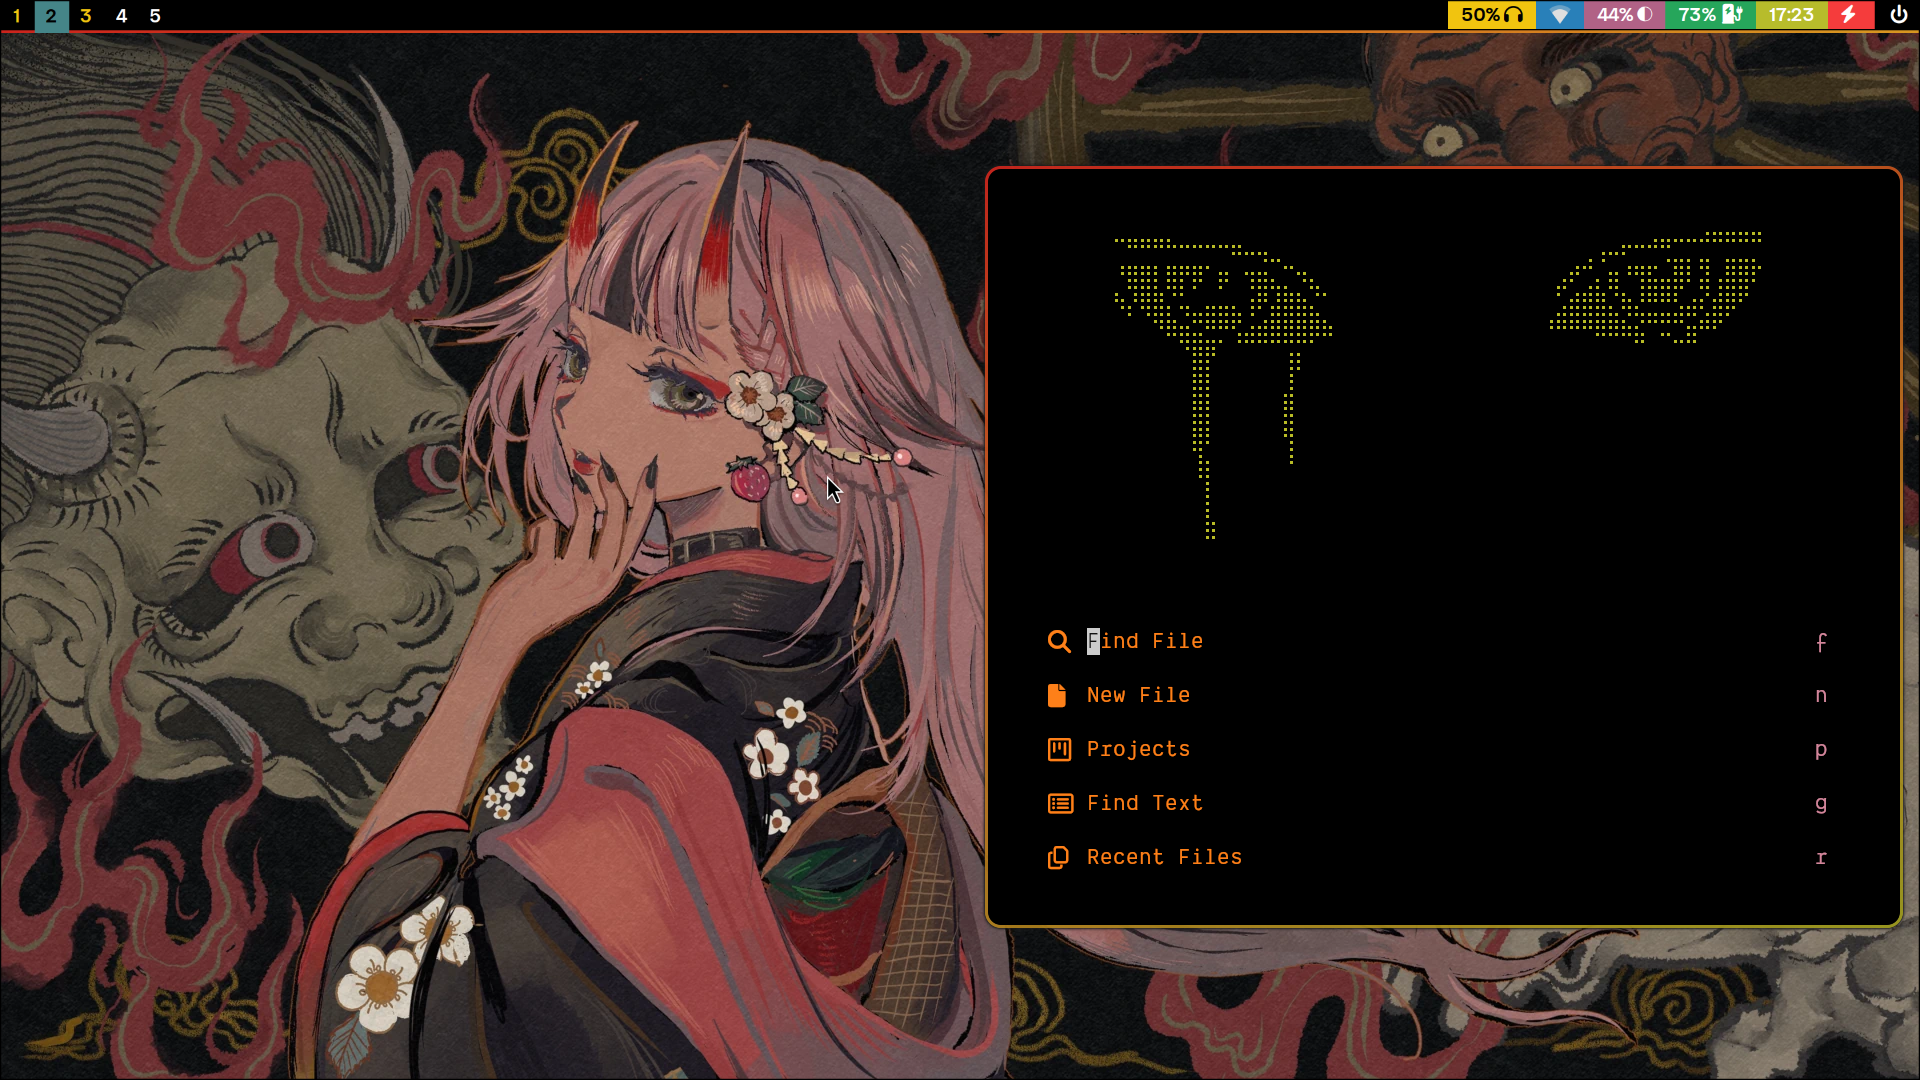 1 2 3 4 5 50% 44% 73% 17:23
Find File f
New File n
Projects p
Find Text g
Recent Files r